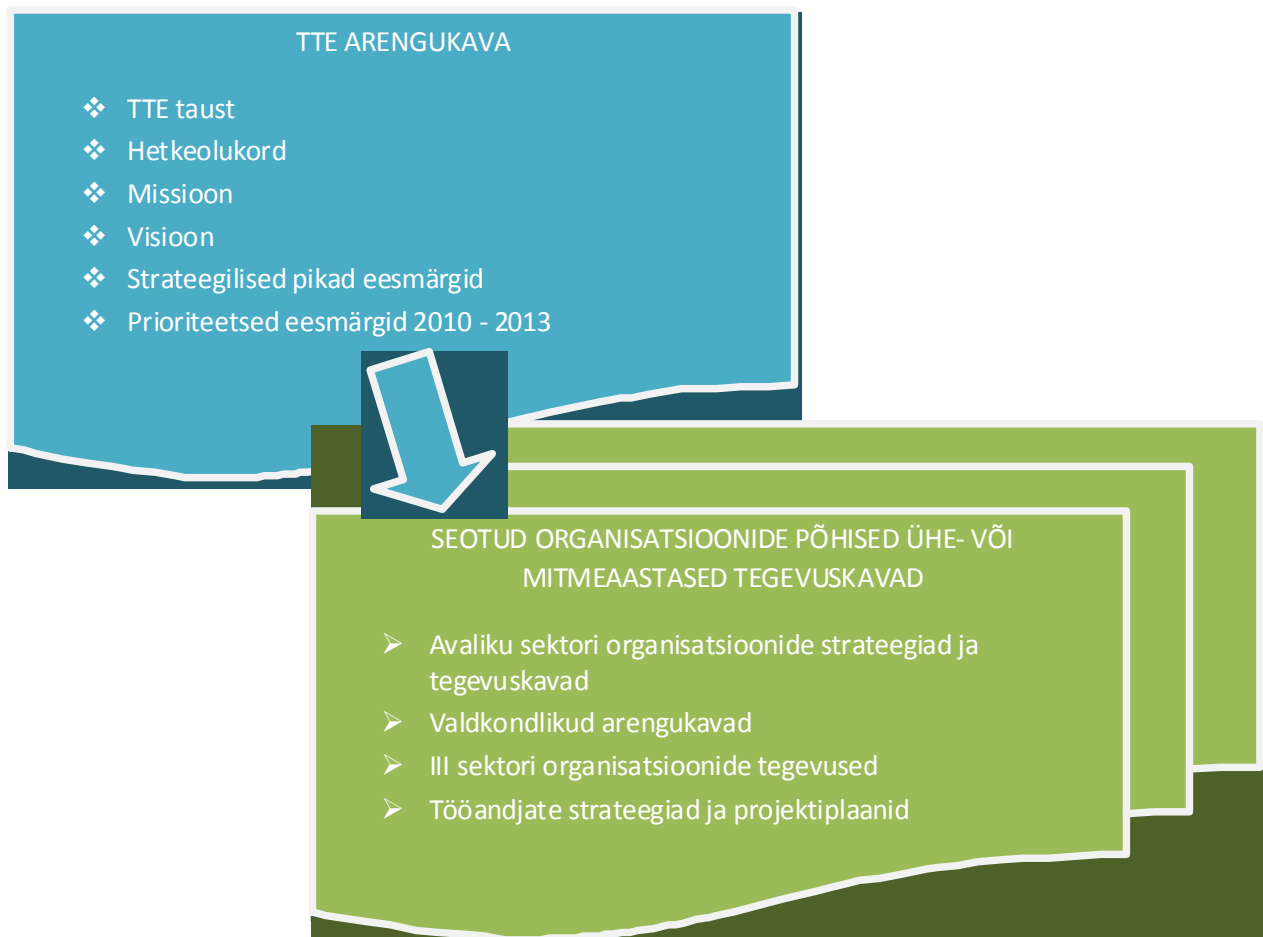 TTE ARENGUKAVA
❖ TTE taust
❖ Hetkeolukord
❖ Missioon
❖ Visioon
❖ Strateegilised pikad eesmärgid
❖ Prioriteetsed eesmärgid 2010 - 2013
SEOTUD ORGANISATSIOONIDE PÕHISED ÜHE- VÕI
MITMEAASTASED TEGEVUSKAVAD
➢ Avaliku sektori organisatsioonide strateegiad ja
tegevuskavad
➢ Valdkondlikud arengukavad
➢ III sektori organisatsioonide tegevused
➢ Tööandjate strateegiad ja projektiplaanid